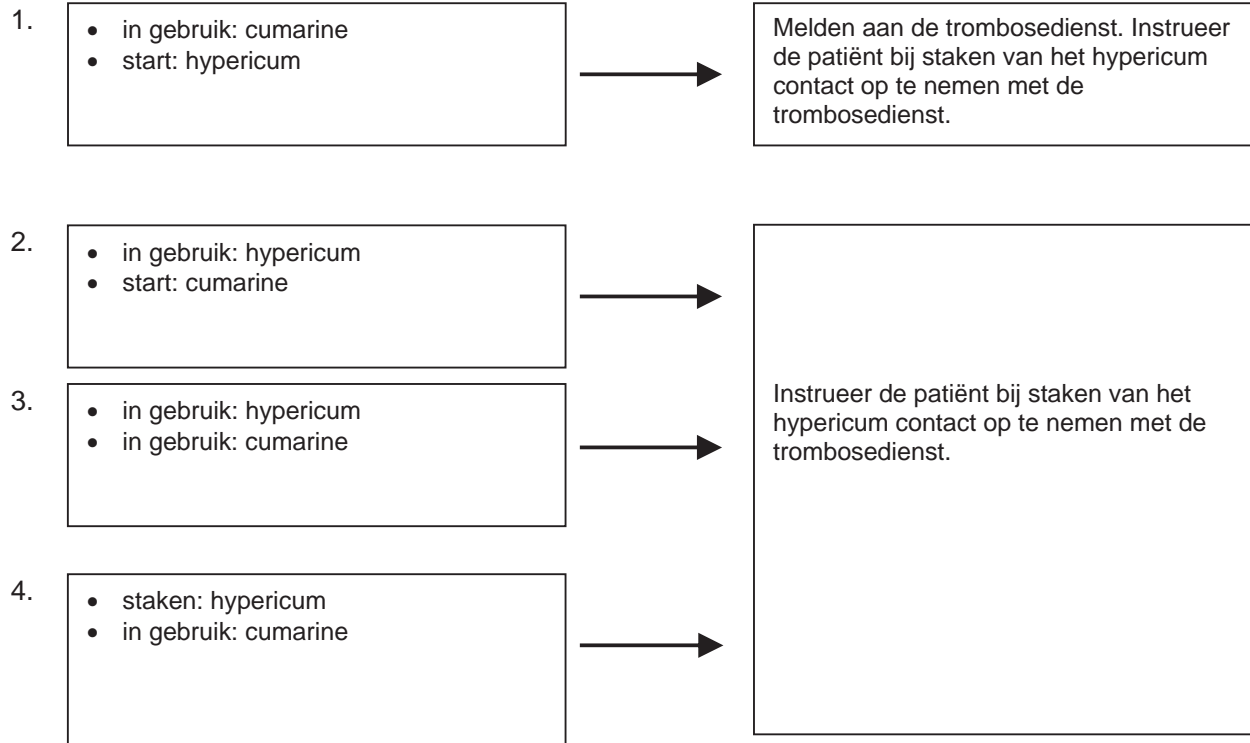 1.
• in gebruik: cumarine
• start: hypericum
Melden aan de trombosedienst. Instrueer
de patiënt bij staken van het hypericum
contact op te nemen met de
trombosedienst.
2.
• in gebruik: hypericum
• start: cumarine
3.
• in gebruik: hypericum
• in gebruik: cumarine
Instrueer de patiënt bij staken van het
hypericum contact op te nemen met de
trombosedienst.
4.
• staken: hypericum
• in gebruik: cumarine